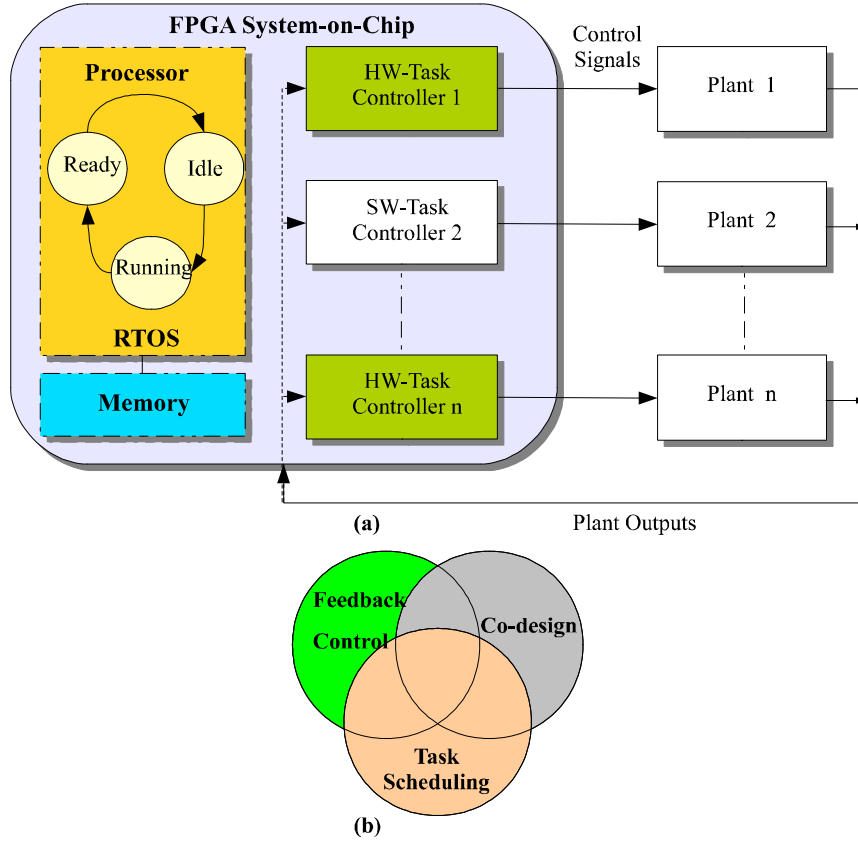 FPGA System-on-Chip
Processor
Ready
Idle
Running
RTOS
Memory
HW-Task
Controller 1
SW-Task
Controller 2
HW-Task
Controller n
Control
Signals
Plant 1
Plant 2
Plant n
Plant Outputs
(a)
Feedback
Control
Co-design
Task
Scheduling
(b)